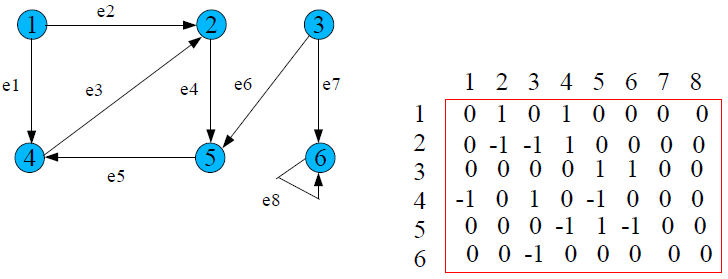 1 e2 2 3
e1 e3 e4 e6 e7
4 e5 5 6
e8
1 2 3 4 5 6 7 8
1 0 1 0 1 0 0 0 0
2 0 -1 -1 1 0 0 0 0
3 0 0 0 0 1 1 0 0
4 -1 0 1 0 -1 0 0 0
5 0 0 0 -1 1 -1 0 0
6 0 0 -1 0 0 0 0 0